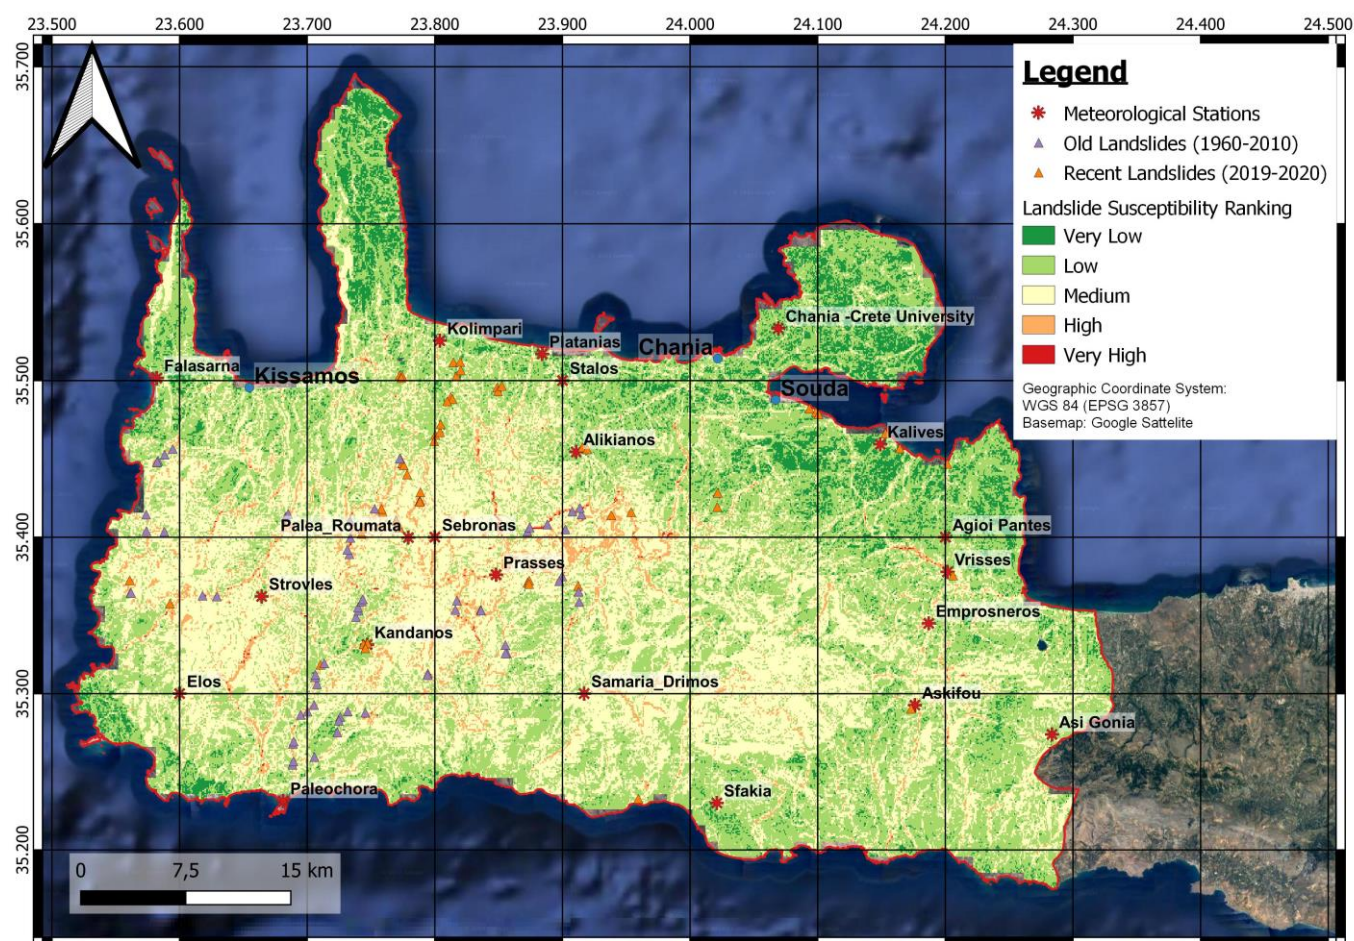 23.500 23.600 23.700 23.800 23.900 24.000 24.100 24.200 24.300 24.400 24.500
35.700
35.600
35.500
35.400
35.300
35.200
Legend
Meteorological Stations
Old Landslides (1960-2010)
Recent Landslides (2019-2020)
Landslide Susceptibility Ranking
Very Low
Low
Medium
High
Very High
Geographic Coordinate System:
WGS 84 (EPSG 3857)
Basemap: Google Sattelite
Chania -Crete University
Kolimpari
Platanias
Chania
Falasarna
Stalos
Kissamos
Souda
Kalives
Alikianos
Palea_Roumata
Sebronas
Agioi Pantes
Prasses
Vrisses
Strovles
Emprosneros
Kandanos
Elos
Samaria_Drimos
Askifou
Asi Gonia
Paleochora
Sfakia
0 7,5 15 km